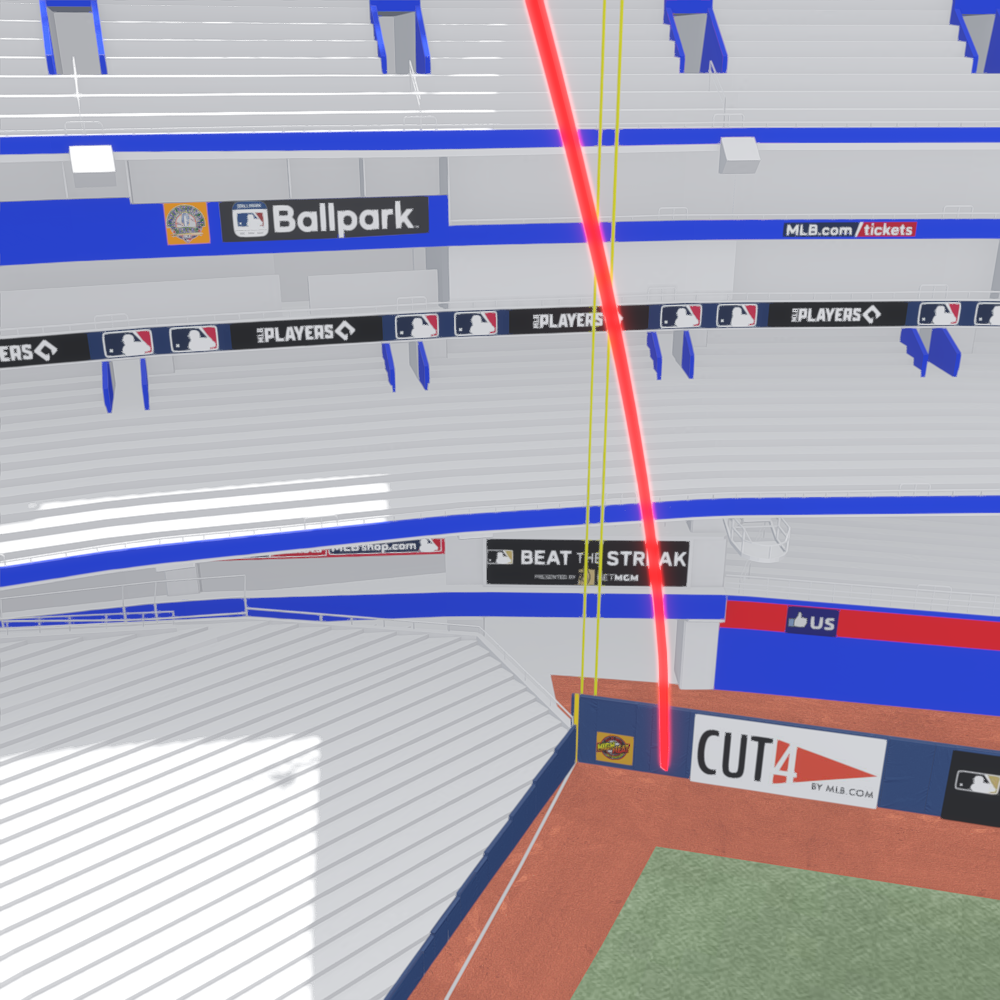 Ballpark
MLB.com/tickets
ERS
MLB PLAYERS
MLB PLAYERS
MLB PLAYERS
MLBshop.com
BEAT THE STREAK
PRESENTED BY BETMGM
US
CUT4
BY MLB.COM